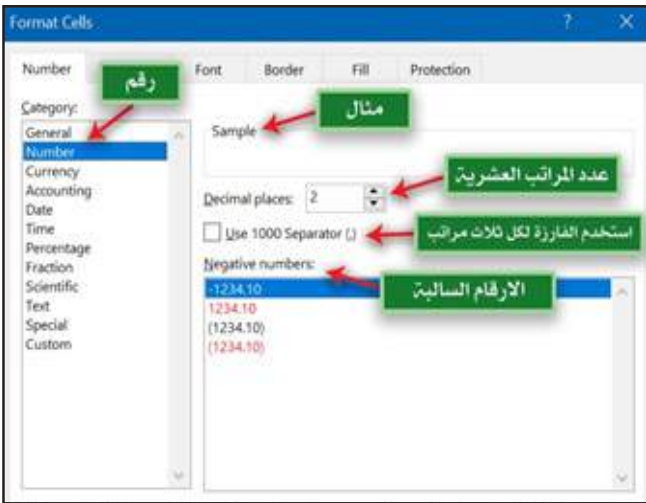 Format Cells ? ×
Number Font Border Fill Protection
رقم
Category:
General
Number
Currency
Accounting
Date
Time
Percentage
Fraction
Scientific
Text
Special
Custom
Sample
مثال
Decimal places: 2
عدد المراتب العشرية
Use 1000 Separator (,)
استخدم الفارزة لكل ثلاث مراتب
Negative numbers:
الارقام السالبة
-1234.10
1234.10
(1234.10)
(1234.10)